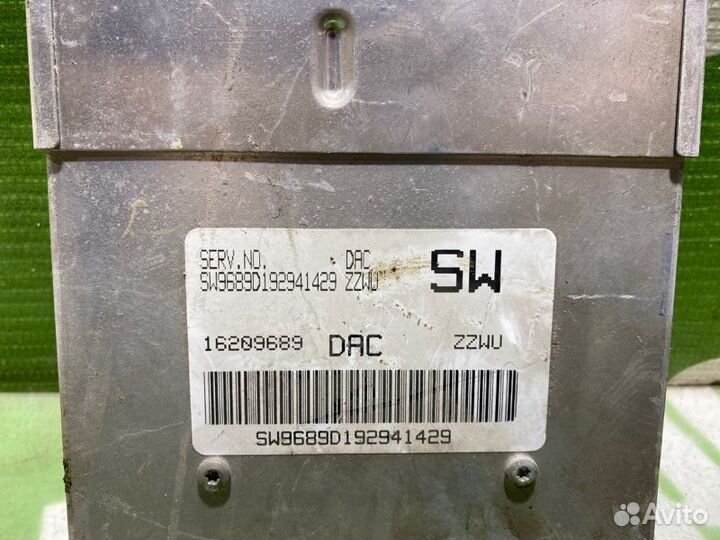 SERV.NO. DAC SW
SW9689D192941429 ZZWU
16209689 DAC ZZWU
SW9689D192941429
Avito